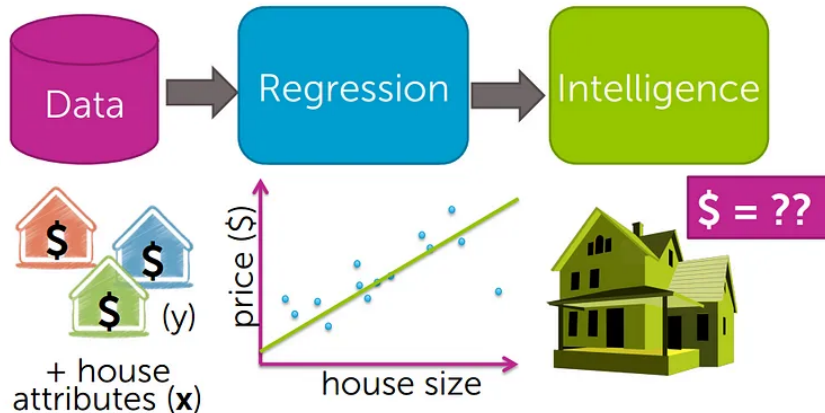 Data
Regression
Intelligence
$
$
$
(y)
+ house
attributes (x)
price ($)
house size
$ = ??